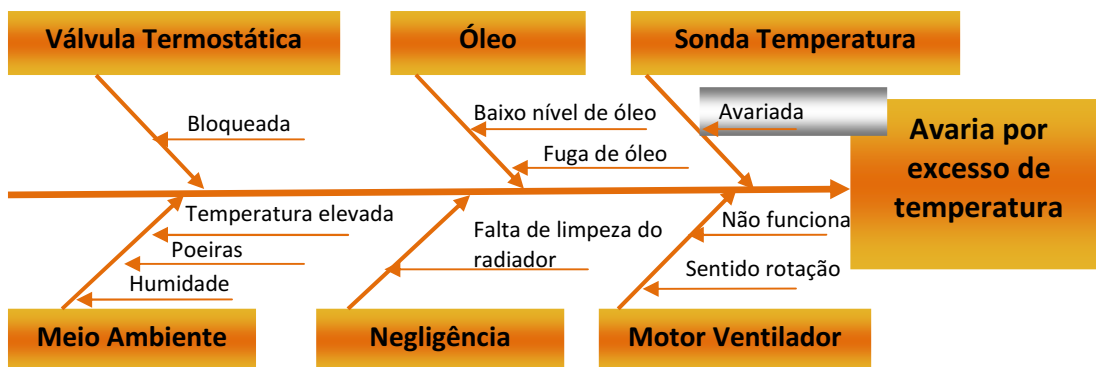 Válvula Termostática
Óleo
Sonda Temperatura
Bloqueada
Baixo nível de óleo
Fuga de óleo
Avariada
Avaria por
excesso de
temperatura
Temperatura elevada
Poeiras
Humidade
Falta de limpeza do
radiador
Não funciona
Sentido rotação
Meio Ambiente
Negligência
Motor Ventilador